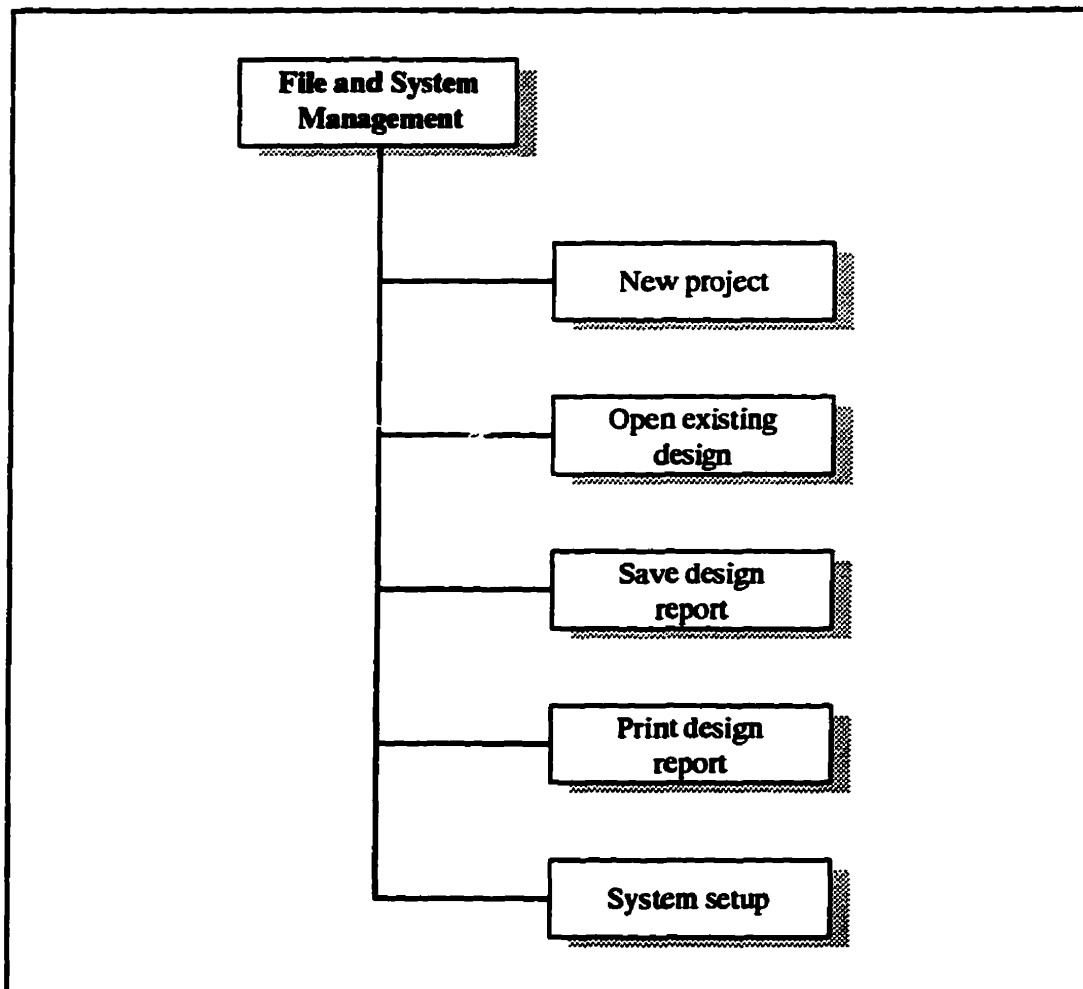 File and System
Management
New project
Open existing
design
Save design
report
Print design
report
System setup